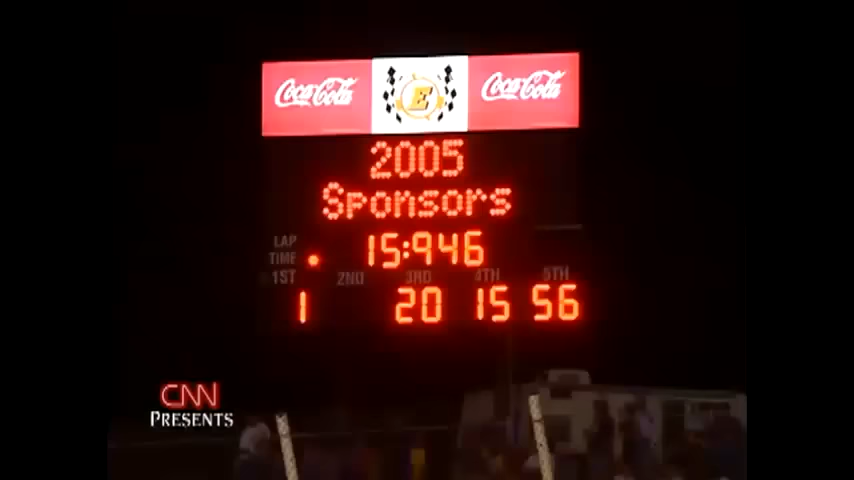 Coca-Cola E Coca-Cola
2005
Sponsors
LAP
TIME 15:946
1ST 2ND 3RD 4TH 5TH
1 20 15 56
CNN
PRESENTS